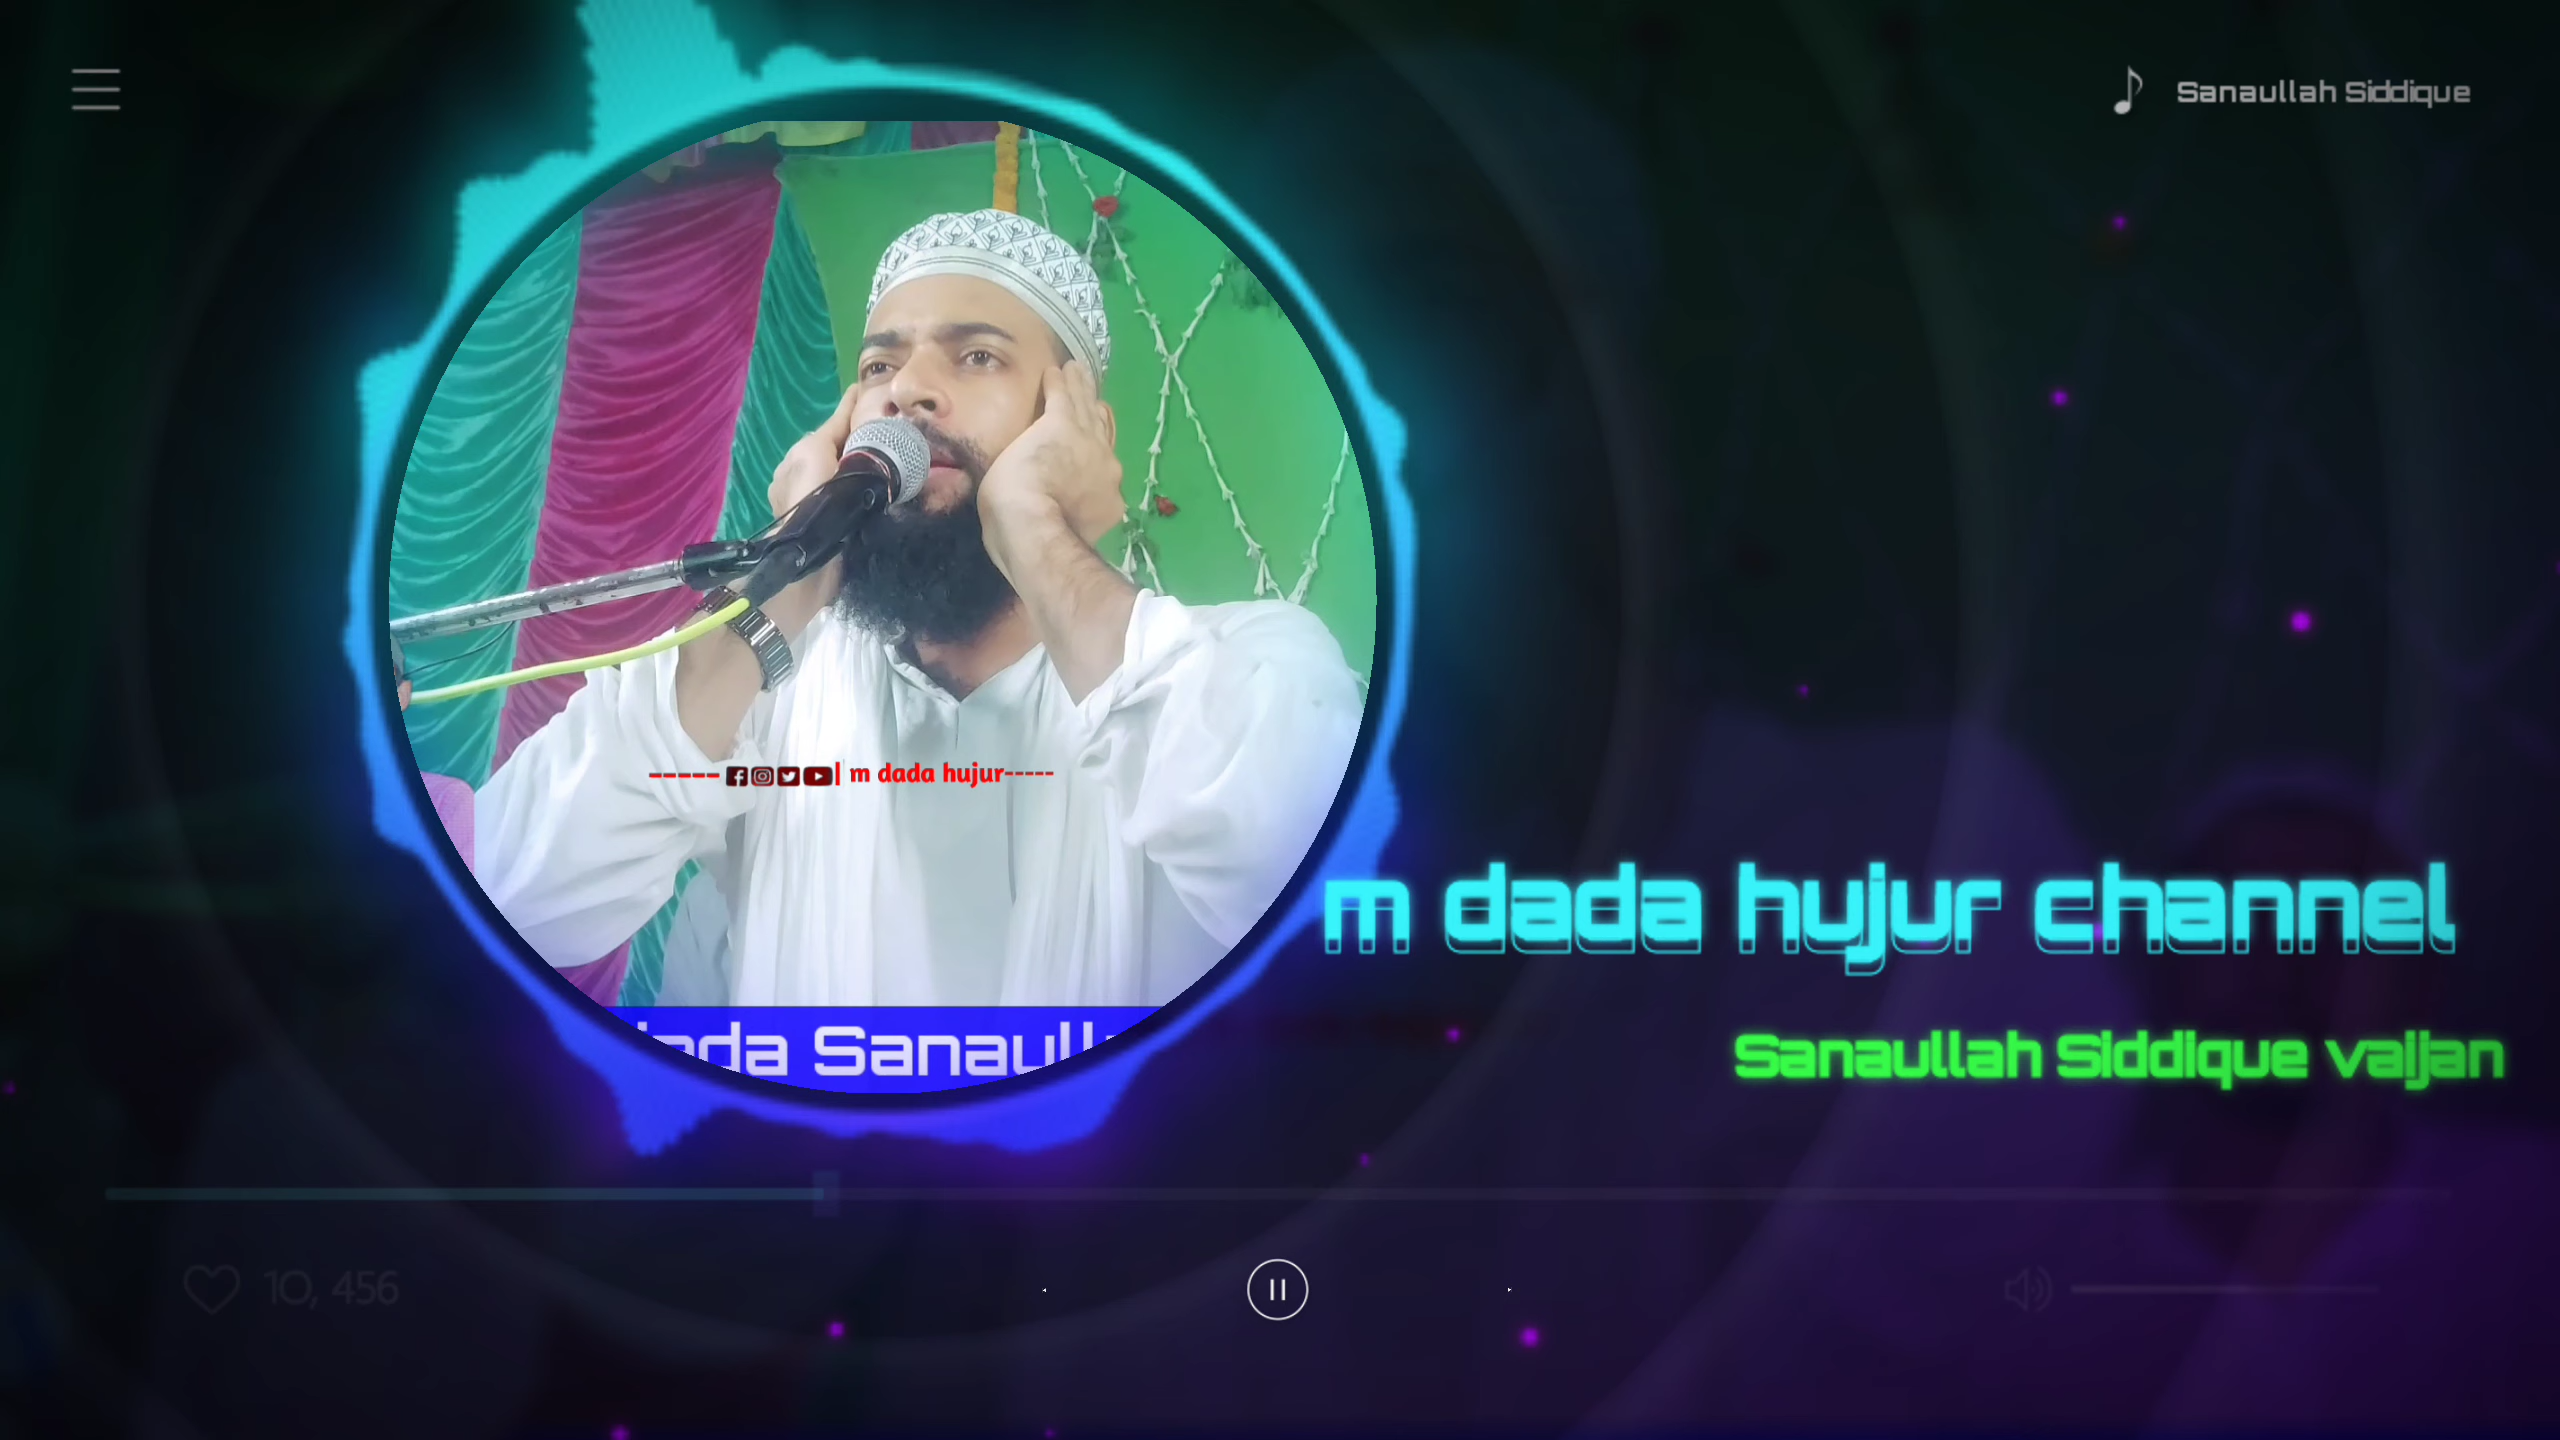 Sanaullah Siddique
----- | m dada hujur-----
m dada hujur channel
Sanaullah Siddique vaijan
10, 456